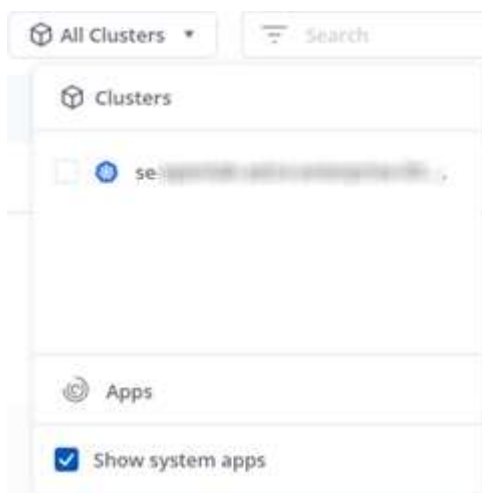 All Clusters
Search
Clusters
se
Apps
Show system apps